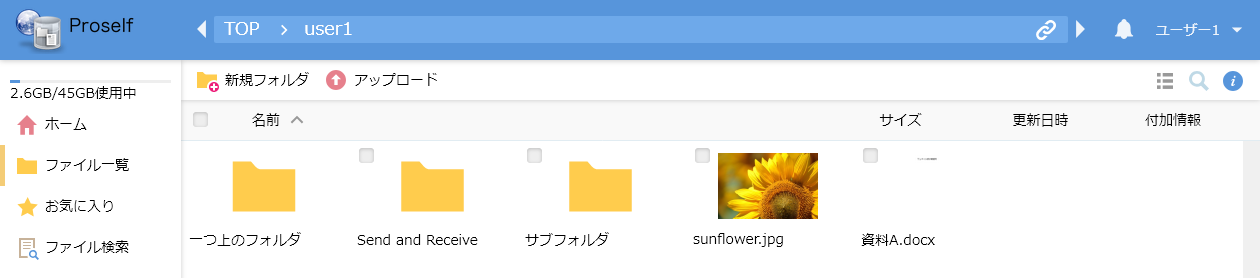 Proself
TOP > user1
ユーザー1
2.6GB/45GB使用中
ホーム
ファイル一覧
お気に入り
ファイル検索
新規フォルダ
アップロード
名前
サイズ
更新日時
付加情報
一つ上のフォルダ
Send and Receive
サブフォルダ
sunflower.jpg
資料A.docx